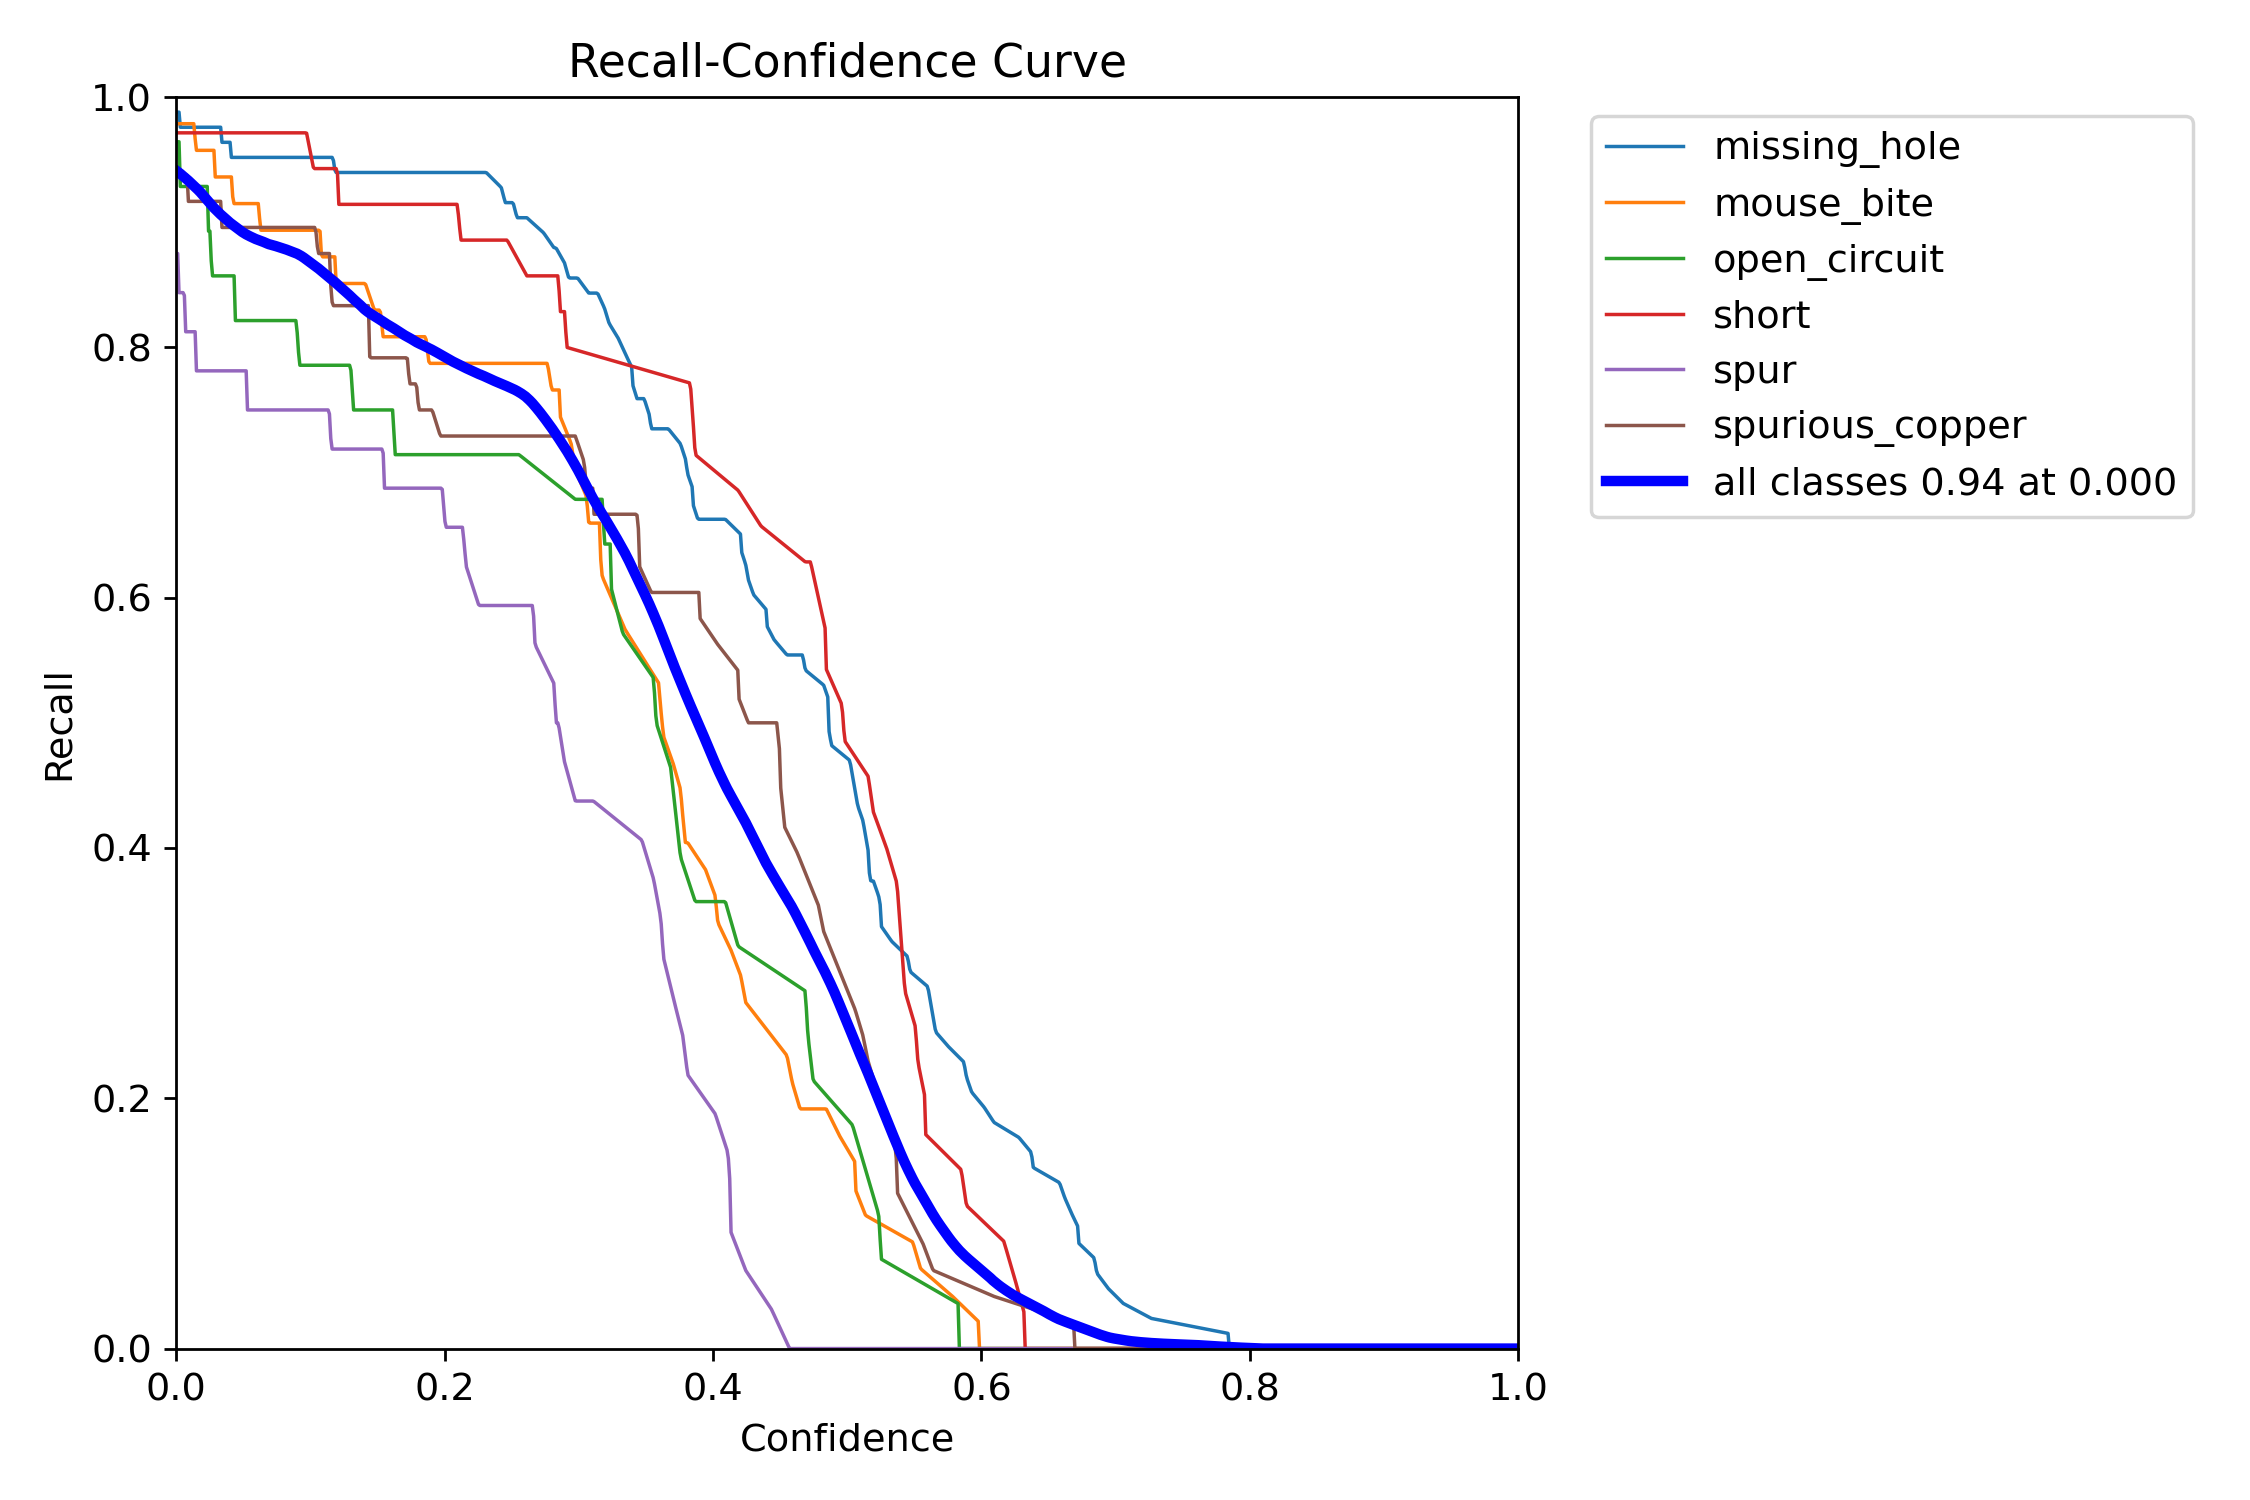 Recall-Confidence Curve
1.0
0.8
0.6
0.4
0.2
0.0
Recall
0.0 0.2 0.4 0.6 0.8 1.0
Confidence
missing_hole
mouse_bite
open_circuit
short
spur
spurious_copper
all classes 0.94 at 0.000